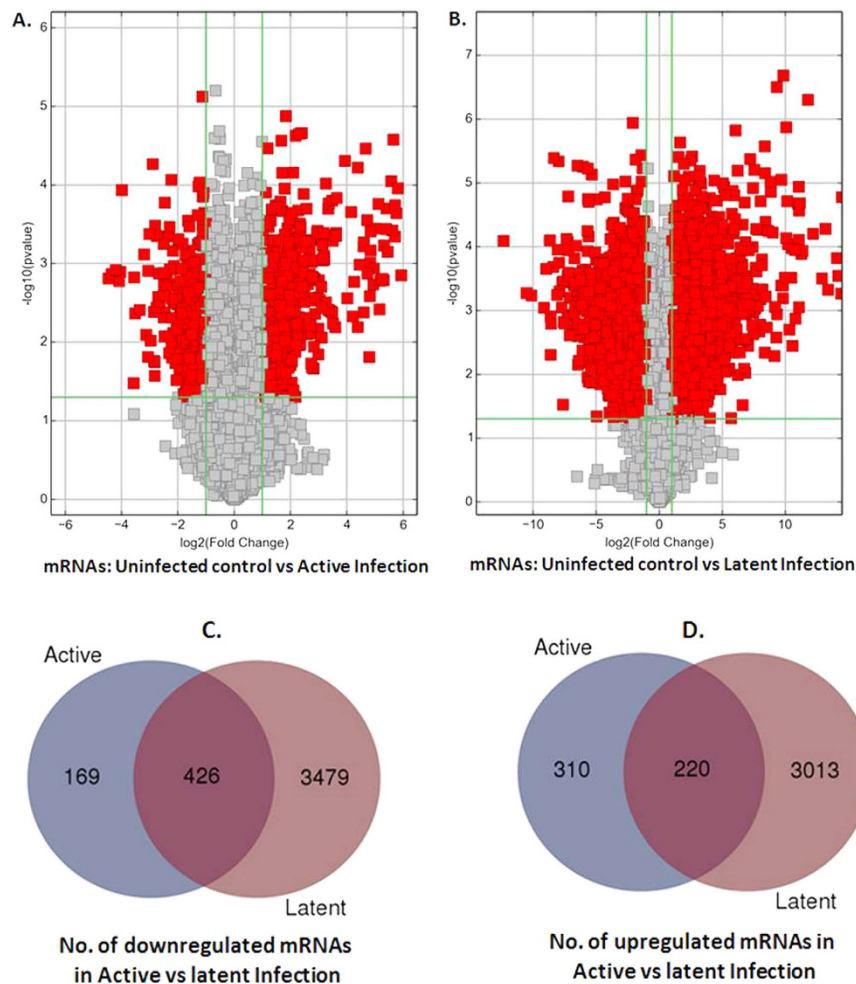 A.
6
5
4
3
2
1
0
-log10(pvalue)
−6 −4 −2 0 2 4 6
log2(Fold Change)
mRNAs: Uninfected control vs Active Infection
B.
7
6
5
4
3
2
1
0
-log10(pvalue)
−10 −5 0 5 10
log2(Fold Change)
mRNAs: Uninfected control vs Latent Infection
C.
Active
169 426 3479
Latent
No. of downregulated mRNAs
in Active vs latent Infection
D.
Active
310 220 3013
Latent
No. of upregulated mRNAs in
Active vs latent Infection